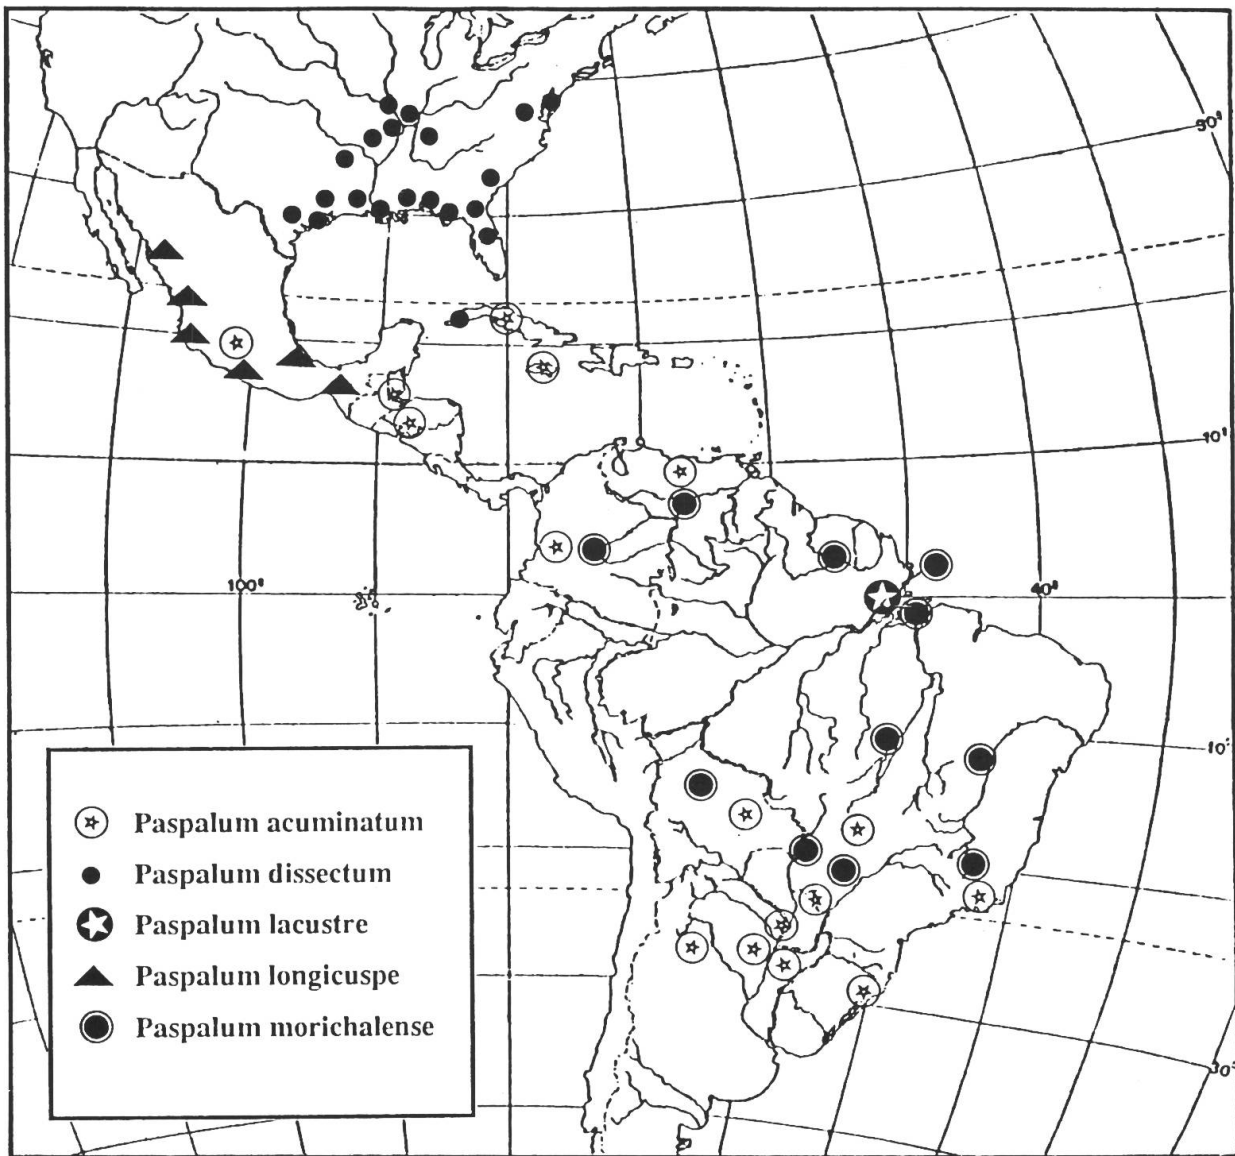 30°
10°
100°
40°
10°
30°
Paspalum acuminatum
Paspalum dissectum
Paspalum lacustre
Paspalum longicuspe
Paspalum morichalense